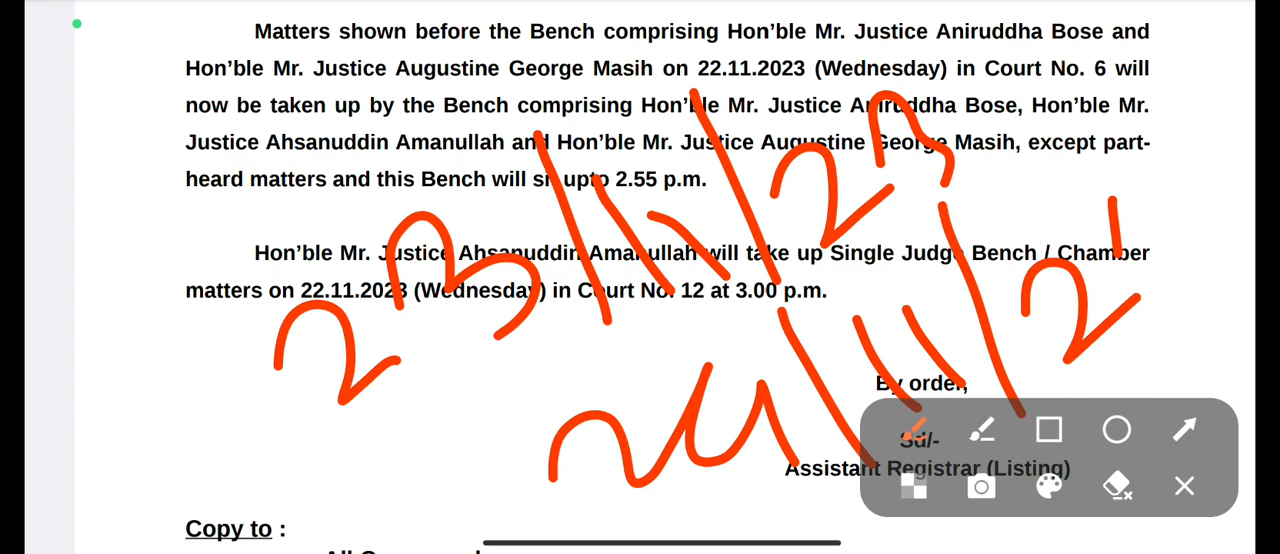 Matters shown before the Bench comprising Hon’ble Mr. Justice Aniruddha Bose and
Hon’ble Mr. Justice Augustine George Masih on 22.11.2023 (Wednesday) in Court No. 6 will
now be taken up by the Bench comprising Hon’ble Mr. Justice Aniruddha Bose, Hon’ble Mr.
Justice Ahsanuddin Amanullah and Hon’ble Mr. Justice Augustine George Masih, except part-
heard matters and this Bench will sit upto 2.55 p.m.
Hon’ble Mr. Justice Ahsanuddin Amanullah will take up Single Judge Bench / Chamber
matters on 22.11.2023 (Wednesday) in Court No. 12 at 3.00 p.m.
23/11/23
24/11/2
By order,
Sd/-
Assistant Registrar (Listing)
Copy to :